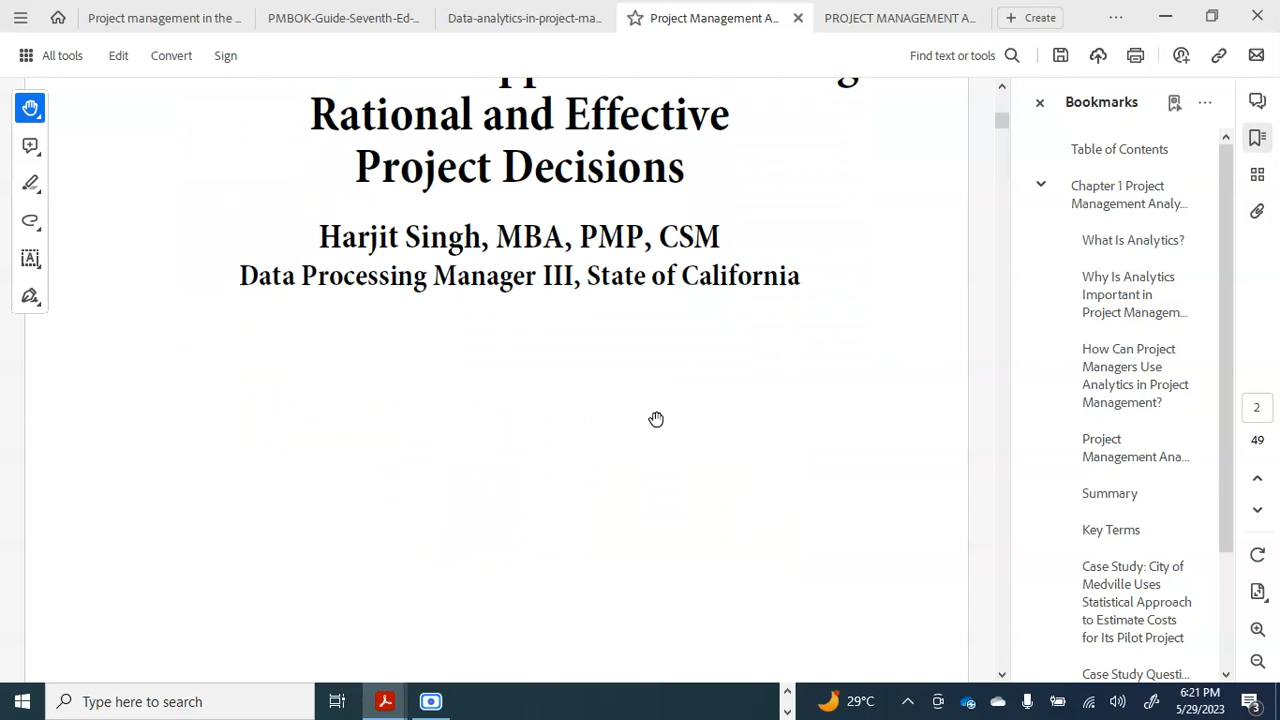 Project management in the ...
PMBOK-Guide-Seventh-Ed-...
Data-analytics-in-project-ma...
Project Management A...
PROJECT MANAGEMENT A...
Create
All tools
Edit
Convert
Sign
Find text or tools
Rational and Effective
Project Decisions
Harjit Singh, MBA, PMP, CSM
Data Processing Manager III, State of California
Bookmarks
Table of Contents
Chapter 1 Project
Management Analy...
What Is Analytics?
Why Is Analytics
Important in
Project Managem...
How Can Project
Managers Use
Analytics in Project
Management?
Project
Management Ana...
Summary
Key Terms
Case Study: City of
Medville Uses
Statistical Approach
to Estimate Costs
for Its Pilot Project
Case Study Questi...
2
49
Type here to search
29°C
6:21 PM
5/29/2023
3